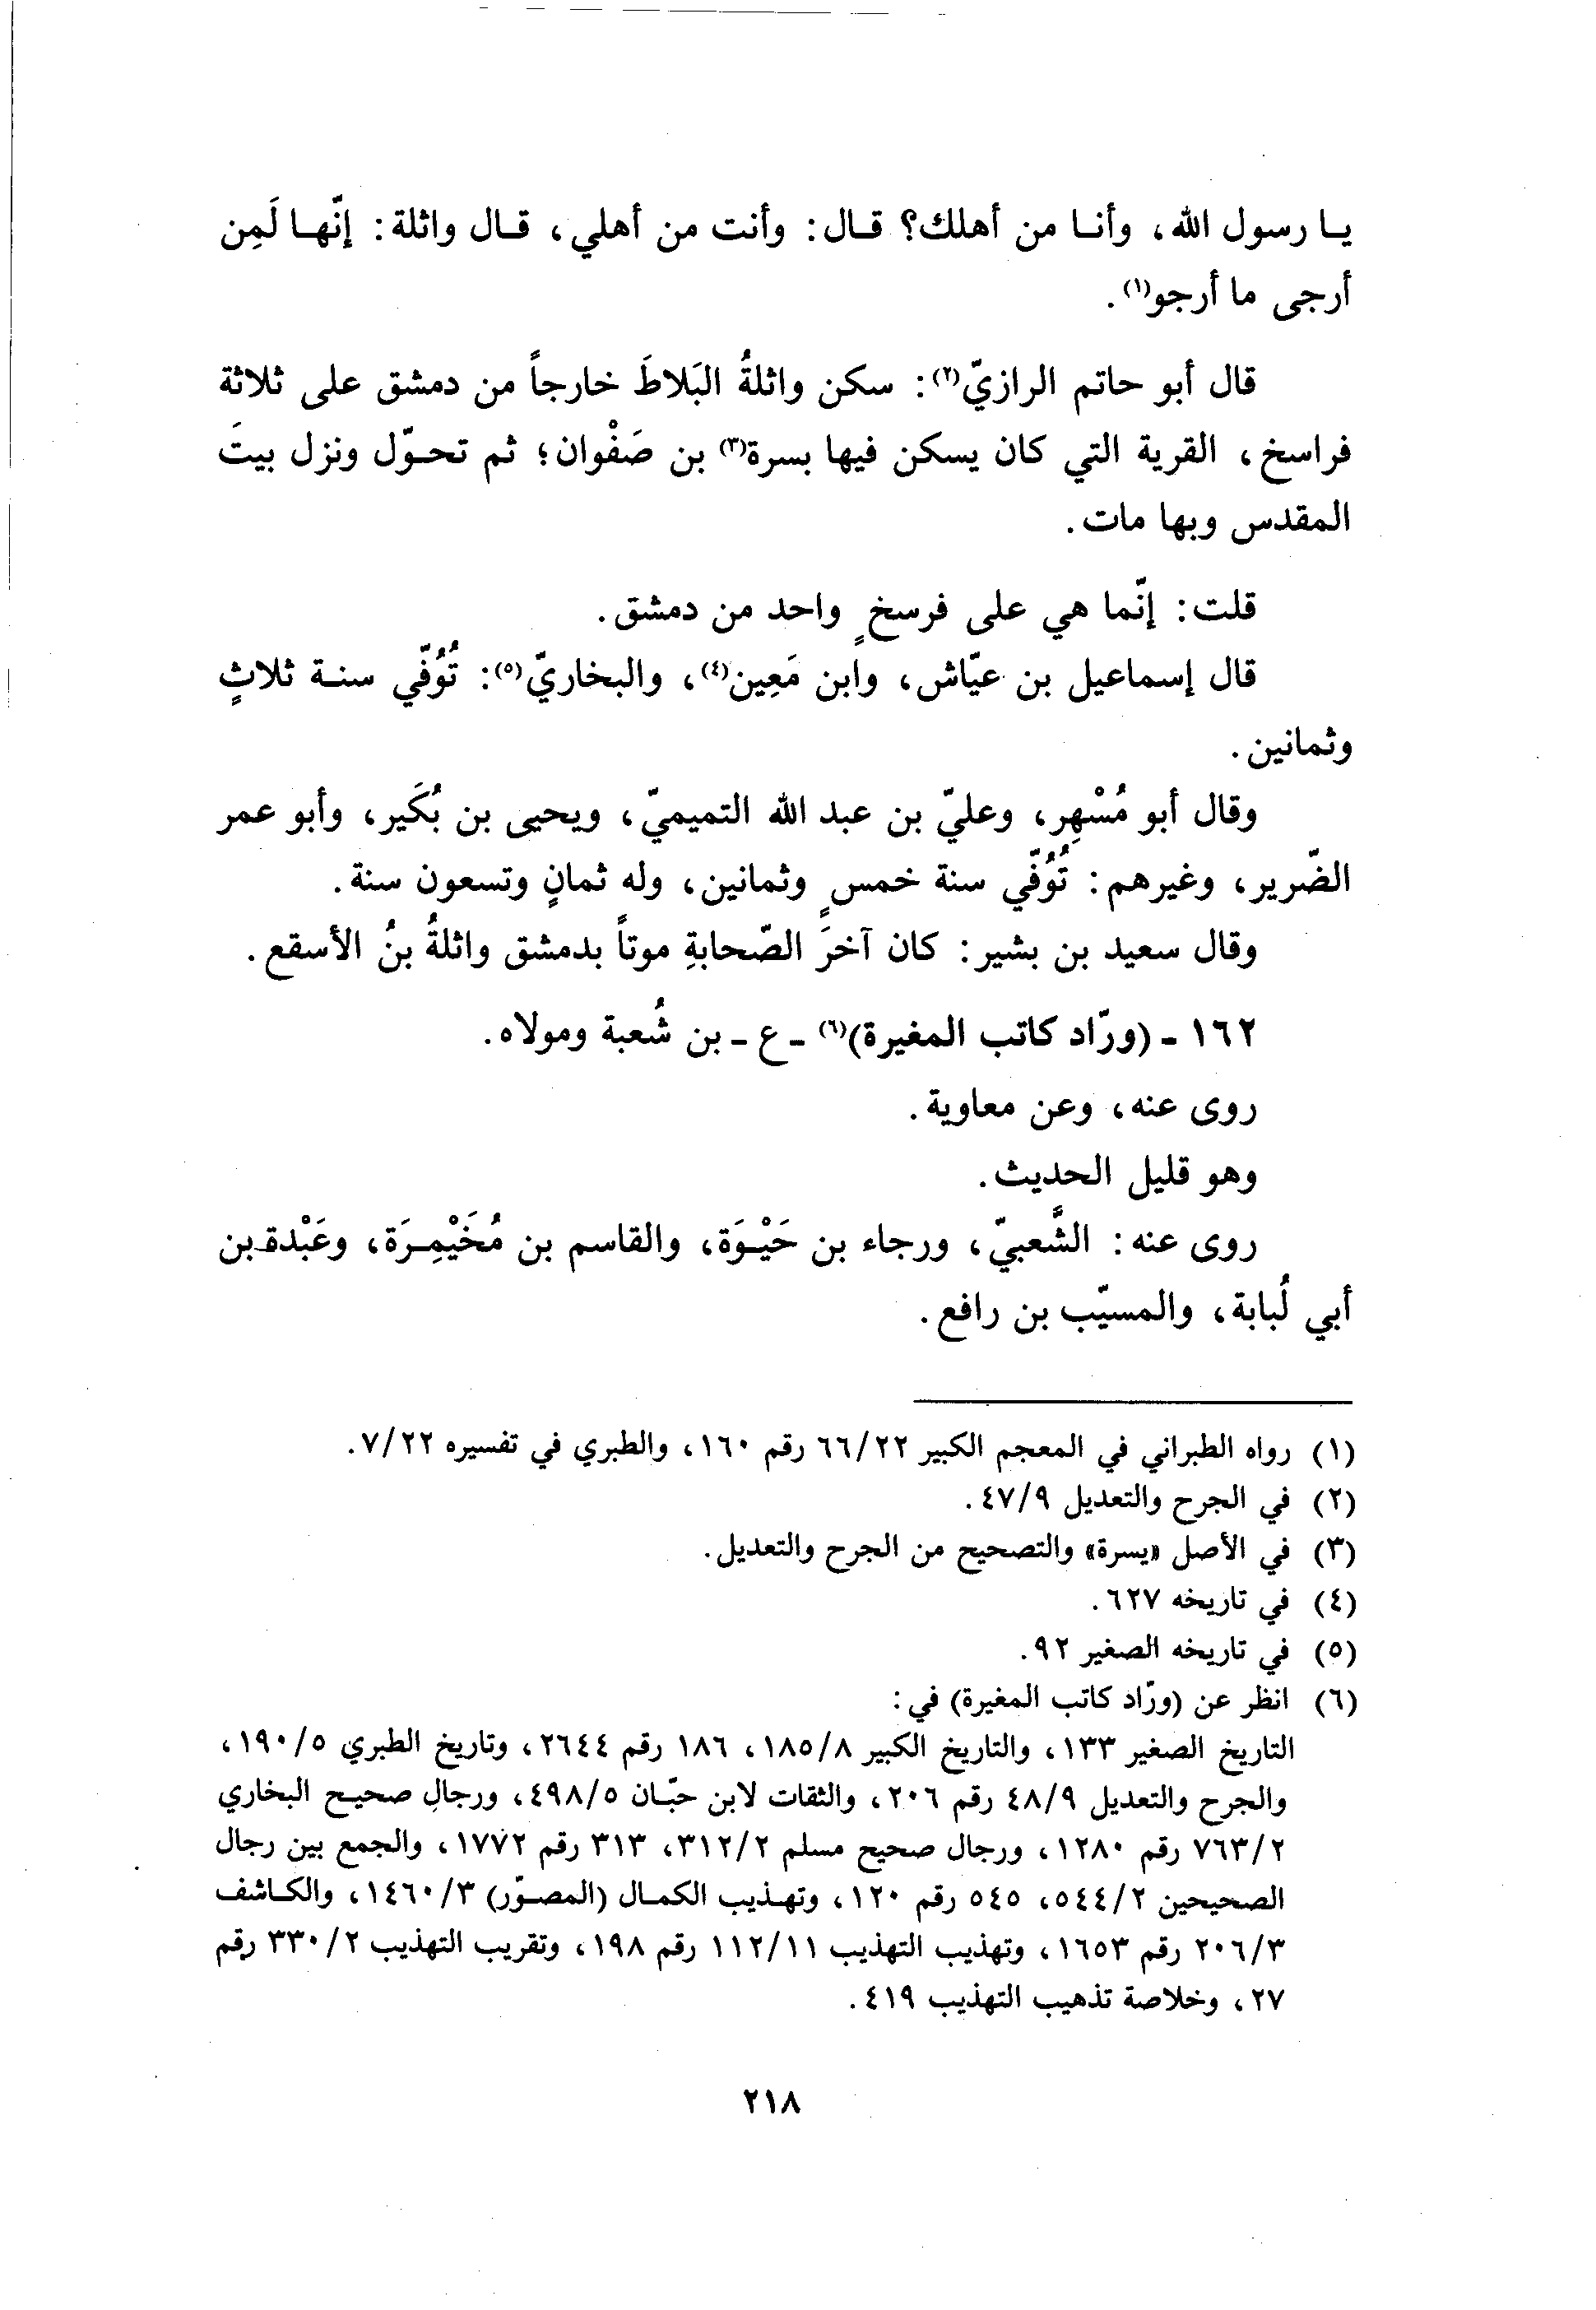 يـا رسول الله، وأنـا من أهلك؟ قـال: وأنت من أهلي، قـال واثلة: إنّهـا لَمِن
أرجى ما أرجو(١).
قال أبو حاتم الرازيّ(٢): سكن واثلةُ البَلاطَ خارجاً من دمشق على ثلاثة
فراسخ، القرية التي كان يسكن فيها بسرة(٣) بن صَفْوان؛ ثم تحـوّل ونزل بيتَ
المقدس وبها مات.
قلت: إنّما هي على فرسخٍ واحد من دمشق.
قال إسماعيل بن عيّاش، وابن مَعِين(٤)، والبخاريّ(٥): تُوُفّي سنـة ثلاثٍ
وثمانين.
وقال أبو مُسْهِر، وعليّ بن عبد الله التميميّ، ويحيى بن بُكَير، وأبو عمر
الضّرير، وغيرهم: تُوُفّي سنة خمسٍ وثمانين، وله ثمانٍ وتسعون سنة.
وقال سعيد بن بشير: كان آخرَ الصّحابةِ موتاً بدمشق واثلةُ بنُ الأسقع.
١٦٢ - (ورّاد كاتب المغيرة)(٦) - ع - بن شُعبة ومولاه.
روى عنه، وعن معاوية.
وهو قليل الحديث.
روى عنه: الشَّعبيّ، ورجاء بن حَيْـوَة، والقاسم بن مُخَيْمِـرَة، وعَبْدة بن
أبي لُبابة، والمسيّب بن رافع.
(١) رواه الطبراني في المعجم الكبير ٦٦/٢٢ رقم ١٦٠، والطبري في تفسيره ٧/٢٢.
(٢) في الجرح والتعديل ٤٧/٩.
(٣) في الأصل «يسرة» والتصحيح من الجرح والتعديل.
(٤) في تاريخه ٦٢٧.
(٥) في تاريخه الصغير ٩٢.
(٦) انظر عن (ورّاد كاتب المغيرة) في:
التاريخ الصغير ١٣٣، والتاريخ الكبير ١٨٥/٨، ١٨٦ رقم ٢٦٤٤، وتاريخ الطبري ١٩٠/٥،
والجرح والتعديل ٤٨/٩ رقم ٢٠٦، والثقات لابن حبّـان ٤٩٨/٥، ورجال صحيـح البخاري
٧٦٣/٢ رقم ١٢٨٠، ورجال صحيح مسلم ٣١٢/٢، ٣١٣ رقم ١٧٧٢، والجمع بين رجال
الصحيحين ٥٤٤/٢، ٥٤٥ رقم ١٢٠، وتهـذيب الكمـال (المصـوّر) ١٤٦٠/٣، والكـاشف
٢٠٦/٣ رقم ١٦٥٣، وتهذيب التهذيب ١١٢/١١ رقم ١٩٨، وتقريب التهذيب ٣٣٠/٢ رقم
٢٧، وخلاصة تذهيب التهذيب ٤١٩.
٢١٨